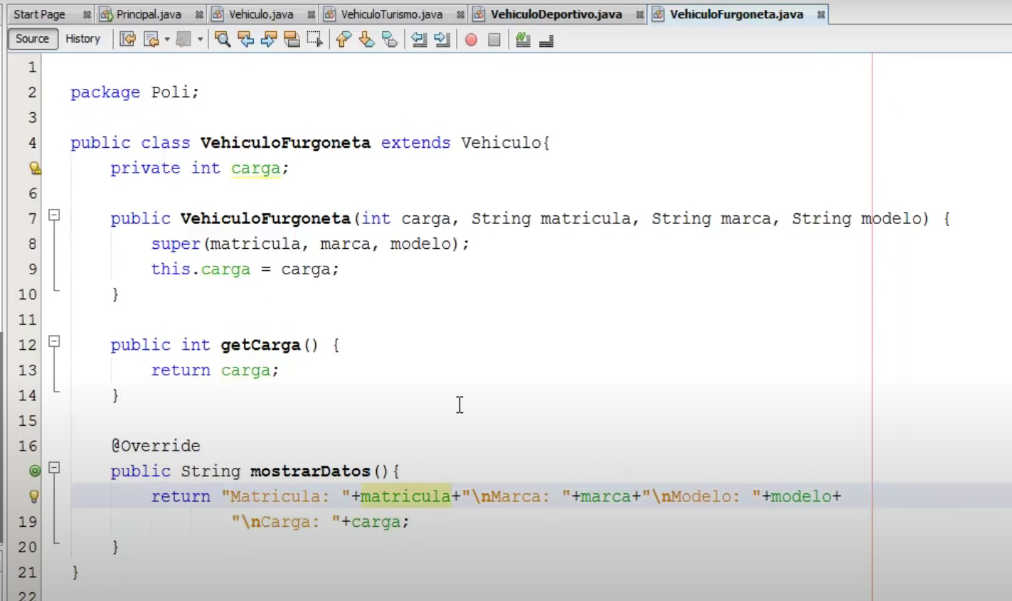 Start Page Principal.java Vehiculo.java VehiculoTurismo.java VehiculoDeportivo.java VehiculoFurgoneta.java
Source History
1
2 package Poli;
3
4 public class VehiculoFurgoneta extends Vehiculo{
private int carga;
6
7 public VehiculoFurgoneta(int carga, String matricula, String marca, String modelo) {
8 super(matricula, marca, modelo);
9 this.carga = carga;
10 }
11
12 public int getCarga() {
13 return carga;
14 }
15
16 @Override
public String mostrarDatos(){
return "Matricula: "+matricula+"\nMarca: "+marca+"\nModelo: "+modelo+
19 "\nCarga: "+carga;
20 }
21 }
22